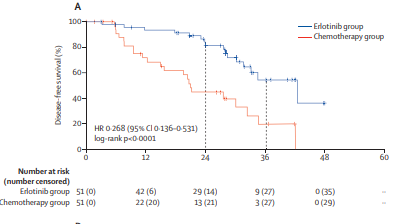 A
Erlotinib group
Chemotherapy group
Disease-free survival (%)
100
80
60
40
20
0
HR 0·268 (95% CI 0·136-0·531)
log-rank p<0·0001
0 12 24 36 48 60
Number at risk
(number censored)
Erlotinib group 51 (0) 42 (6) 29 (14) 9 (27) 0 (35) –
Chemotherapy group 51 (0) 22 (20) 13 (21) 3 (27) 0 (29) –